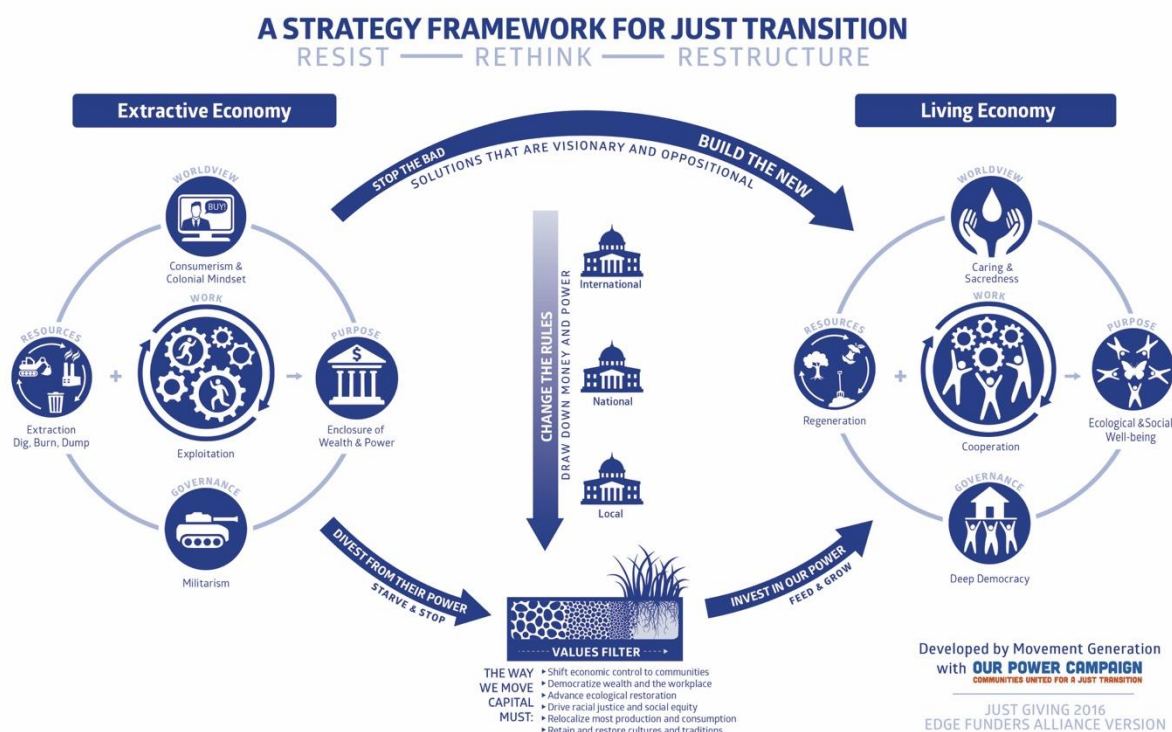 A STRATEGY FRAMEWORK FOR JUST TRANSITION
RESIST — RETHINK — RESTRUCTURE
Extractive Economy
WORLDVIEW
BUY!
Consumerism &
Colonial Mindset
RESOURCES
Extraction
Dig, Burn, Dump
+
WORK
Exploitation
PURPOSE
$
Enclosure of
Wealth & Power
GOVERNANCE
Militarism
STOP THE BAD
BUILD THE NEW
SOLUTIONS THAT ARE VISIONARY AND OPPOSITIONAL
CHANGE THE RULES
DRAW DOWN MONEY AND POWER
International
National
Local
DIVEST FROM THEIR POWER
STARVE & STOP
VALUES FILTER
THE WAY
WE MOVE
CAPITAL
MUST:
Shift economic control to communities
Democratize wealth and the workplace
Advance ecological restoration
Drive racial justice and social equity
Relocalize most production and consumption
Retain and restore cultures and traditions
INVEST IN OUR POWER
FEED & GROW
Living Economy
WORLDVIEW
Caring &
Sacredness
RESOURCES
Regeneration
+
WORK
Cooperation
PURPOSE
Ecological & Social
Well-being
GOVERNANCE
Deep Democracy
Developed by Movement Generation
with OUR POWER CAMPAIGN
COMMUNITIES UNITED FOR A JUST TRANSITION
JUST GIVING 2016
EDGE FUNDERS ALLIANCE VERSION